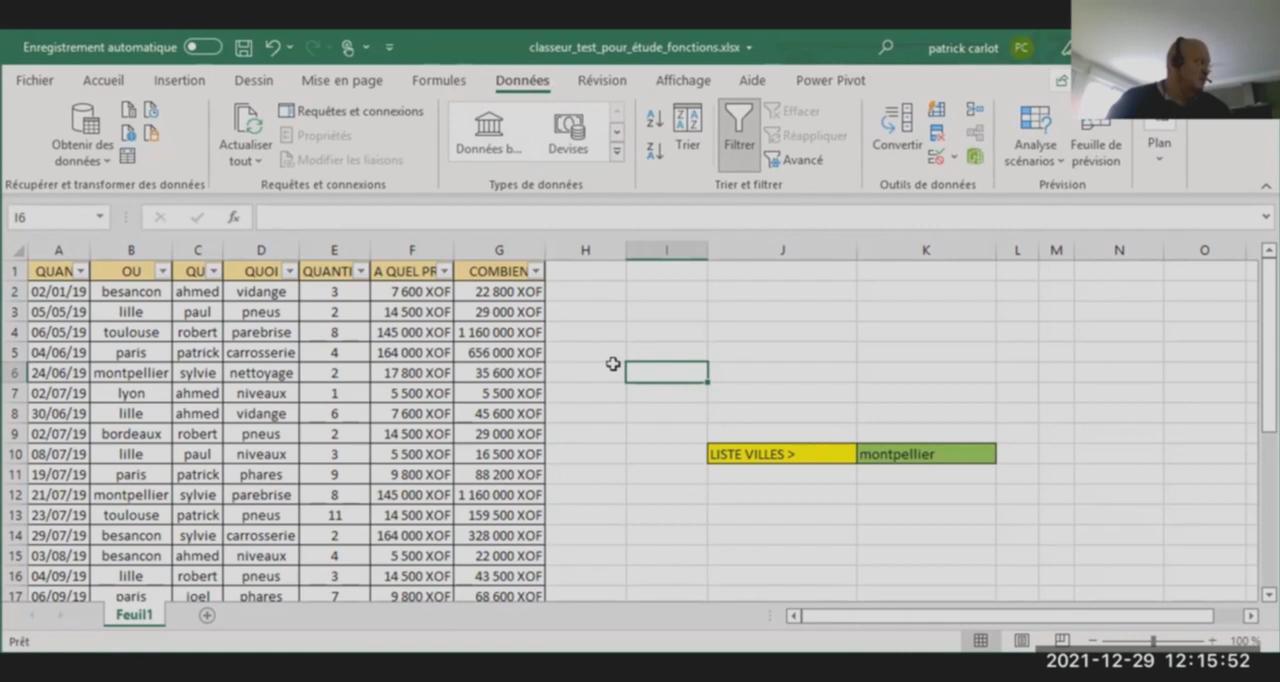 Enregistrement automatique classeur_test_pour_étude_fonctions.xlsx patrick carlot PC
Fichier Accueil Insertion Dessin Mise en page Formules Données Révision Affichage Aide Power Pivot
Obtenir des données
Récupérer et transformer des données
Actualiser tout
Requêtes et connexions
Propriétés
Modifier les liaisons
Requêtes et connexions
Données b...
Devises
Types de données
Trier
Filtrer
Effacer
Réappliquer
Avancé
Trier et filtrer
Convertir
Outils de données
Analyse scénarios
Feuille de prévision
Prévision
Plan
I6 fx
A B C D E F G H I J K L M N O
1 QUAN OU QU QUOI QUANTI A QUEL PR COMBIEN
2 02/01/19 besancon ahmed vidange 3 7 600 XOF 22 800 XOF
3 05/05/19 lille paul pneus 2 14 500 XOF 29 000 XOF
4 06/05/19 toulouse robert parebrise 8 145 000 XOF 1 160 000 XOF
5 04/06/19 paris patrick carrosserie 4 164 000 XOF 656 000 XOF
6 24/06/19 montpellier sylvie nettoyage 2 17 800 XOF 35 600 XOF
7 02/07/19 lyon ahmed niveaux 1 5 500 XOF 5 500 XOF
8 30/06/19 lille ahmed vidange 6 7 600 XOF 45 600 XOF
9 02/07/19 bordeaux robert pneus 2 14 500 XOF 29 000 XOF
10 08/07/19 lille paul niveaux 3 5 500 XOF 16 500 XOF LISTE VILLES > montpellier
11 19/07/19 paris patrick phares 9 9 800 XOF 88 200 XOF
12 21/07/19 montpellier sylvie parebrise 8 145 000 XOF 1 160 000 XOF
13 23/07/19 toulouse patrick pneus 11 14 500 XOF 159 500 XOF
14 29/07/19 besancon sylvie carrosserie 2 164 000 XOF 328 000 XOF
15 03/08/19 besancon ahmed niveaux 4 5 500 XOF 22 000 XOF
16 04/09/19 lille robert pneus 3 14 500 XOF 43 500 XOF
17 06/09/19 paris joel phares 7 9 800 XOF 68 600 XOF
Feuil1
Prêt 100 %
2021-12-29 12:15:52